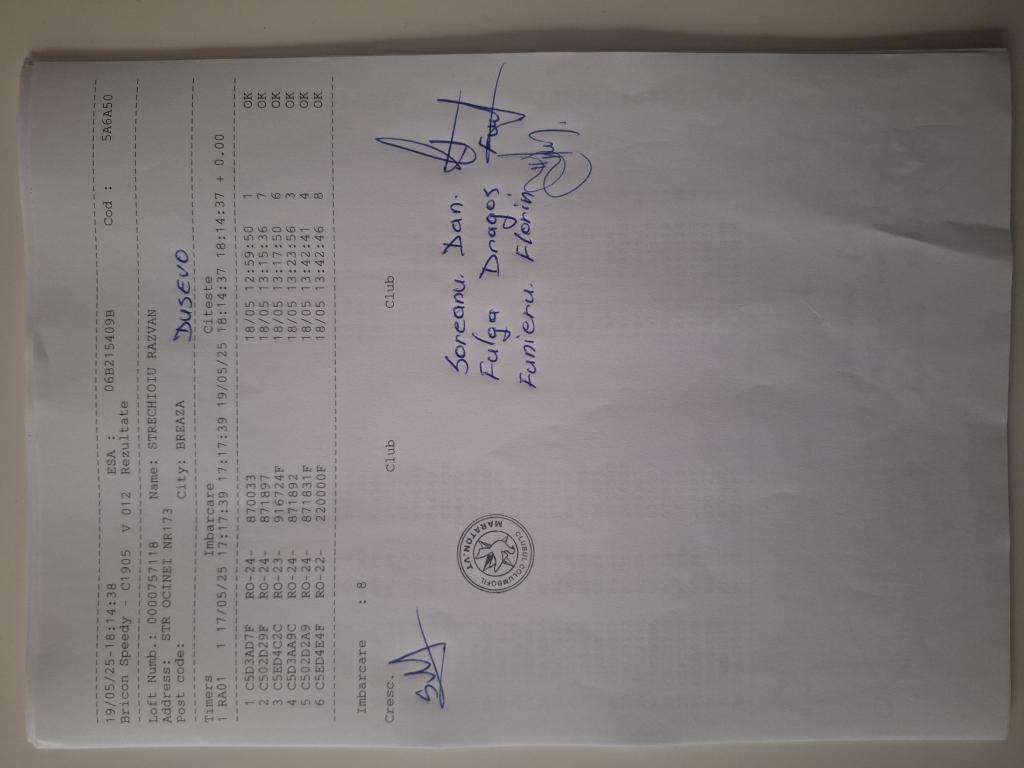 19/05/25-18:14:38 ESA : 06B215409B Cod : 5A6A50
Bricon Speedy : C1905 V 012 Rezultate
Loft Numb.: 0000757118 Name: STRECHIOIU RAZVAN
Address: STR OCINEI NR173
Post code: City: BREAZA DUSEVO
Timers Imbarcare Citeste
1 RA01 1 17/05/25 17:17:39 17:17:39 19/05/25 18:14:37 18:14:37 + 0.00
1 C5D3AD7F RO-24- 870033 18/05 12:59:50 1 OK
2 C502D29F RO-24- 871897 18/05 13:15:36 7 OK
3 C5ED4C2C RO-23- 916724F 18/05 13:17:50 6 OK
4 C5D3AA9C RO-24- 871892 18/05 13:23:56 3 OK
5 C502D2A9 RO-24- 871831F 18/05 13:42:41 4 OK
6 C5ED4E4F RO-22- 220000F 18/05 13:42:46 8 OK
Imbarcare : 8
Cresc. Club Club
Soreanu. Dan.
Fulga Dragos
Funieru. Florin
CLUBUL COLUMBOFIL
MARATON.VT